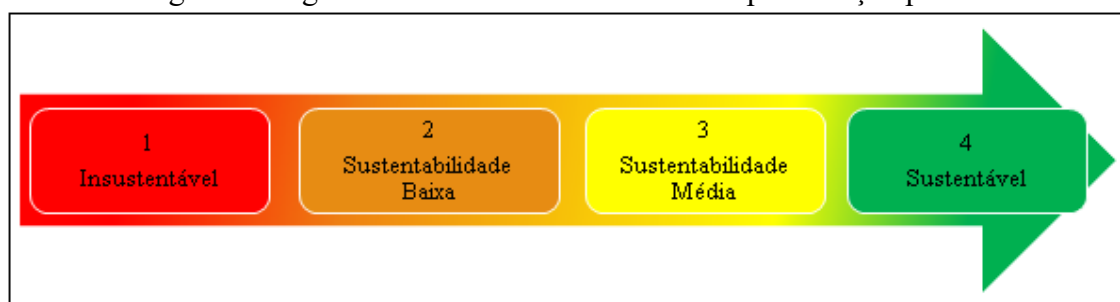 1
Insustentável
2
Sustentabilidade
Baixa
3
Sustentabilidade
Média
4
Sustentável